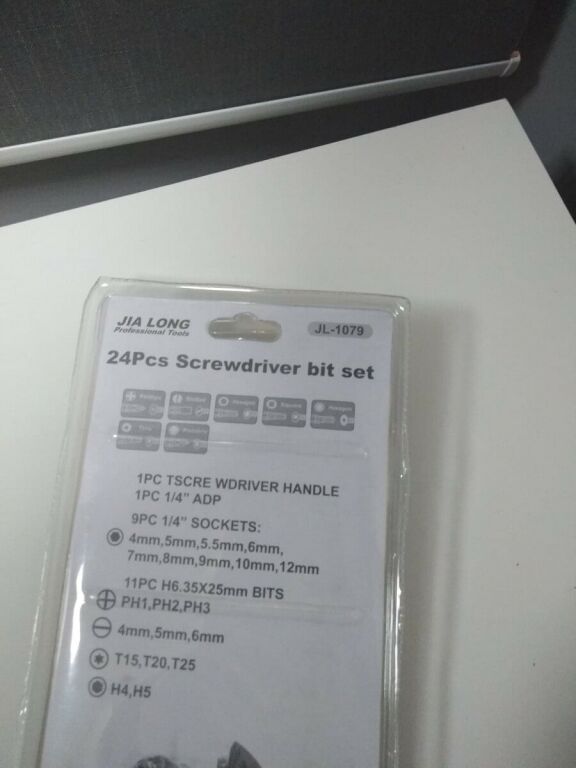 JIA LONG
Professional Tools
JL-1079
24Pcs Screwdriver bit set
1PC TSCRE WDRIVER HANDLE
1PC 1/4" ADP
9PC 1/4" SOCKETS:
4mm,5mm,5.5mm,6mm,
7mm,8mm,9mm,10mm,12mm
11PC H6.35X25mm BITS
PH1,PH2,PH3
4mm,5mm,6mm
T15,T20,T25
H4,H5